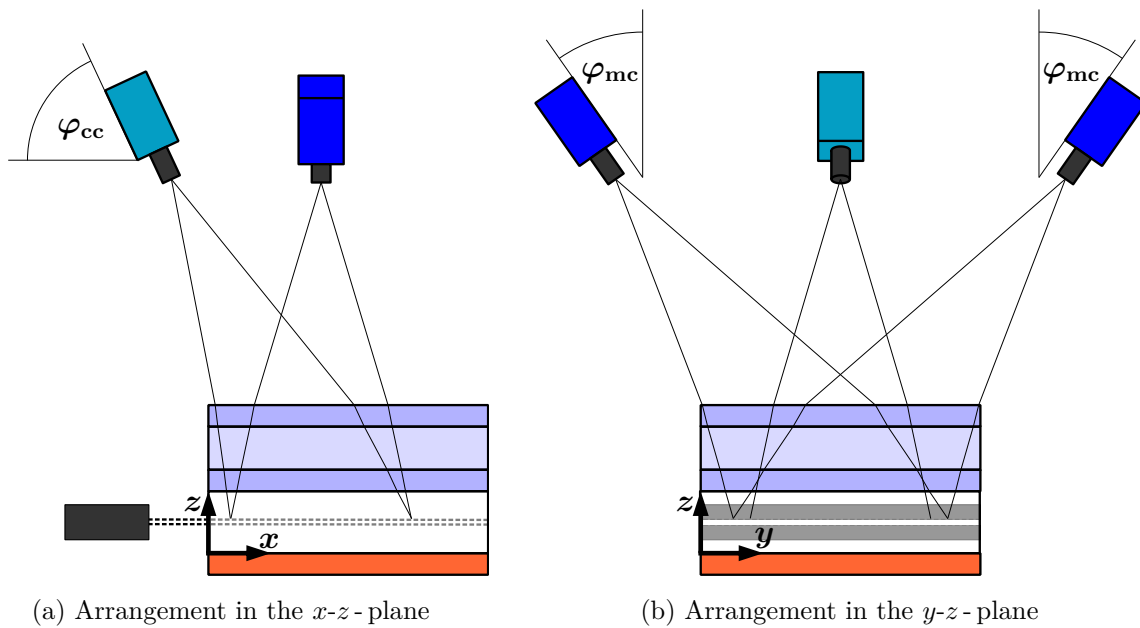 φcc
φmc
φmc
z
x
z
y
(a) Arrangement in the x-z - plane
(b) Arrangement in the y-z - plane